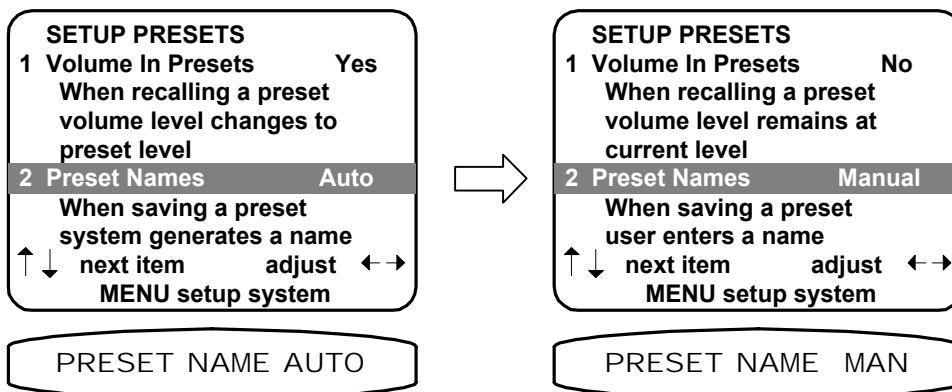 SETUP PRESETS
1 Volume In Presets Yes
When recalling a preset
volume level changes to
preset level
2 Preset Names Auto
When saving a preset
system generates a name
↑↓ next item adjust ←→
MENU setup system
PRESET NAME AUTO
SETUP PRESETS
1 Volume In Presets No
When recalling a preset
volume level remains at
current level
2 Preset Names Manual
When saving a preset
user enters a name
↑↓ next item adjust ←→
MENU setup system
PRESET NAME MAN